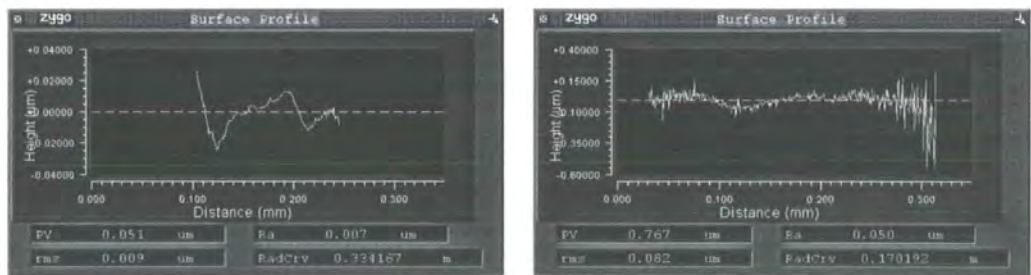 zygo Surface Profile
+0.04000
+0.02000
+0.00000
-0.02000
-0.04000
Height (um)
0.000 0.100 0.200 0.300
Distance (mm)
PV 0.051 um Ra 0.007 um
rms 0.009 um RadCrv 0.334167 m
zygo Surface Profile
+0.40000
+0.15000
-0.10000
-0.35000
-0.60000
Height (um)
0.000 0.100 0.200 0.300
Distance (mm)
PV 0.767 um Ra 0.050 um
rms 0.082 um RadCrv 0.170192 m